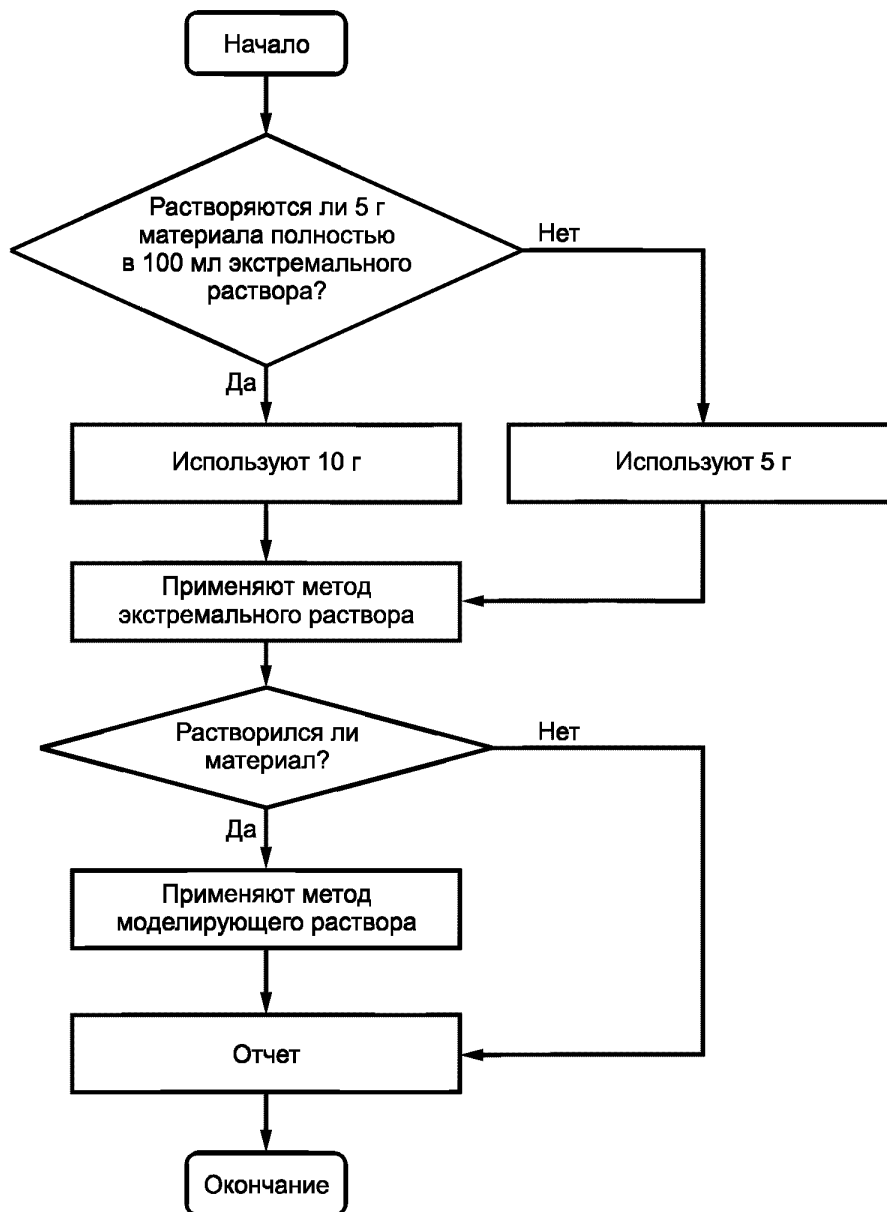 Начало
Растворяются ли 5 г
материала полностью
в 100 мл экстремального
раствора?
Нет
Да
Используют 10 г
Используют 5 г
Применяют метод
экстремального раствора
Растворился ли
материал?
Нет
Да
Применяют метод
моделирующего раствора
Отчет
Окончание